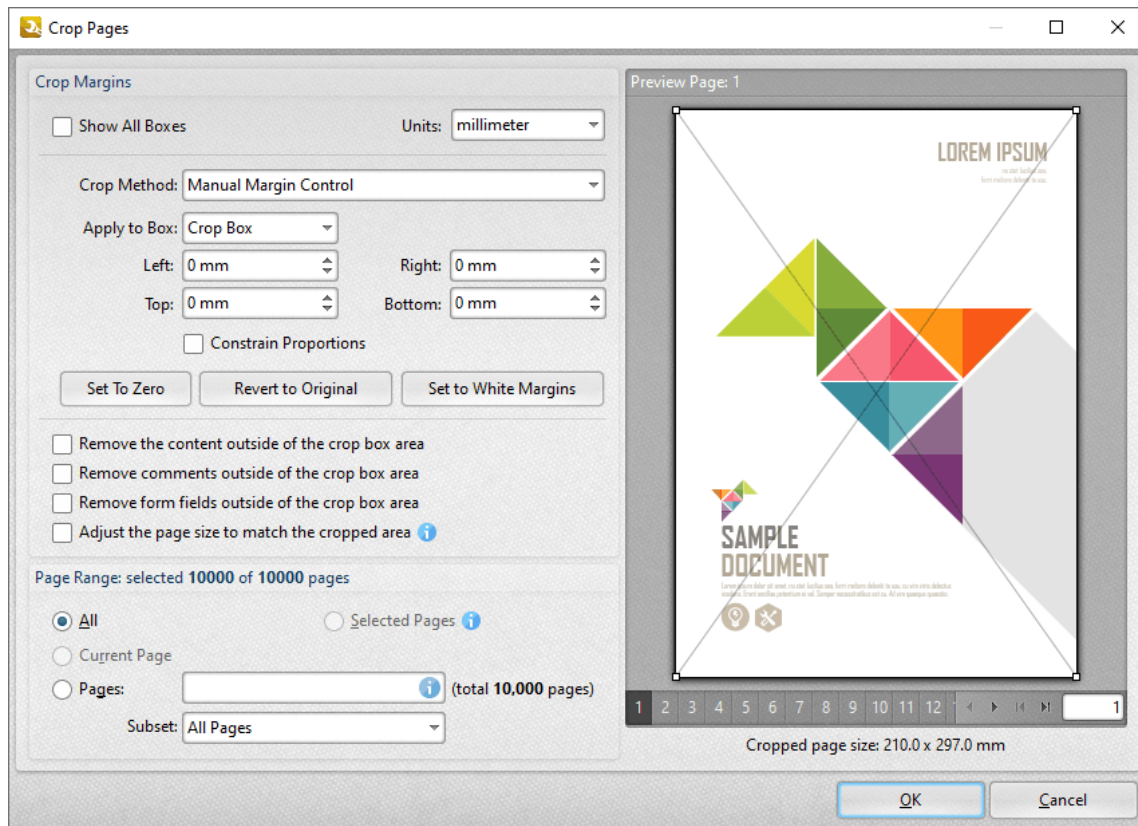 Crop Pages
Crop Margins
Show All Boxes
Units: millimeter
Crop Method: Manual Margin Control
Apply to Box: Crop Box
Left: 0 mm Right: 0 mm
Top: 0 mm Bottom: 0 mm
Constrain Proportions
Set To Zero Revert to Original Set to White Margins
Remove the content outside of the crop box area
Remove comments outside of the crop box area
Remove form fields outside of the crop box area
Adjust the page size to match the cropped area
Page Range: selected 10000 of 10000 pages
All Selected Pages
Current Page
Pages: (total 10,000 pages)
Subset: All Pages
Preview Page: 1
LOREM IPSUM
SAMPLE
DOCUMENT
1 2 3 4 5 6 7 8 9 10 11 12 1
Cropped page size: 210.0 x 297.0 mm
OK Cancel